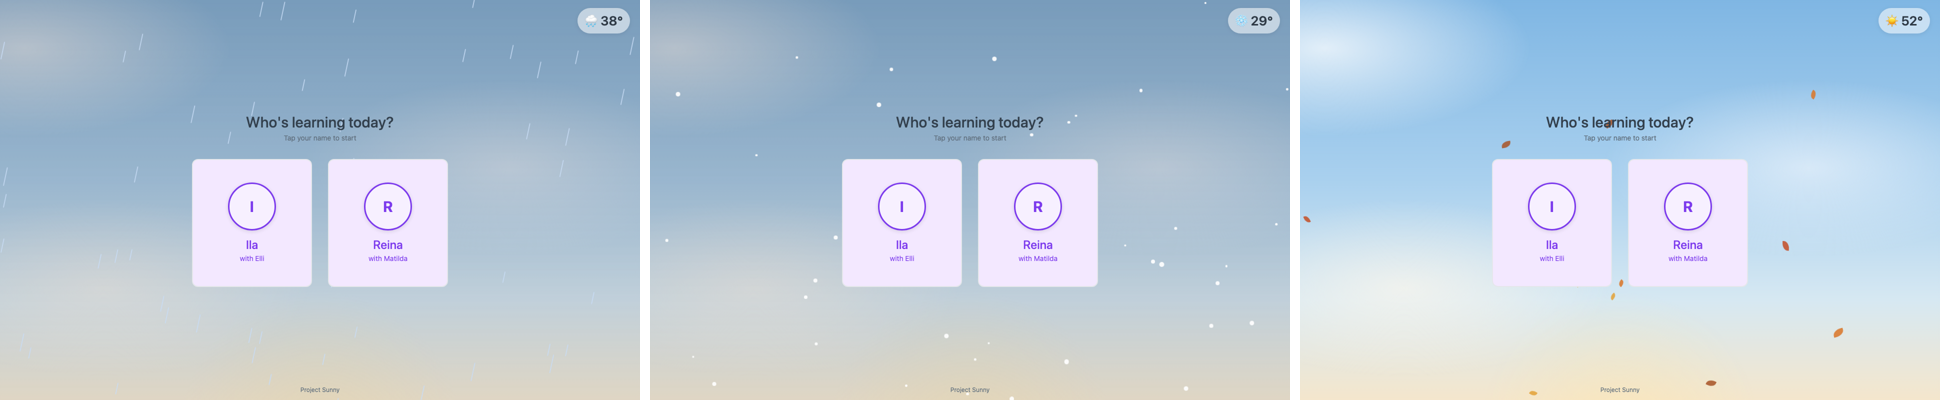 38°
Who's learning today?
Tap your name to start
I
Ila
with Elli
R
Reina
with Matilda
Project Sunny
29°
Who's learning today?
Tap your name to start
I
Ila
with Elli
R
Reina
with Matilda
Project Sunny
52°
Who's learning today?
Tap your name to start
I
Ila
with Elli
R
Reina
with Matilda
Project Sunny